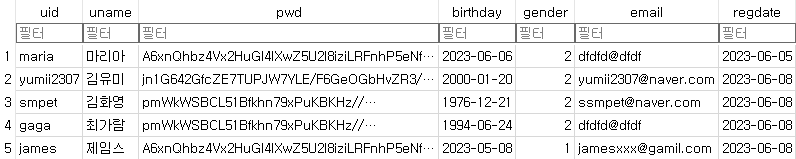 uid uname pwd birthday gender email regdate
필터 필터 필터 필터 필터 필터 필터
1 maria 마리아 A6xnQhbz4Vx2HuGl4lXwZ5U2l8iziLRFnhP5eNf… 2023-06-06 2 dfdfd@dfdf 2023-06-05
2 yumii2307 김유미 jn1G642GfcZE7TUPJW7YLE/F6GeOGbHvZR3/… 2000-01-20 2 yumii2307@naver.com 2023-06-08
3 smpet 김화영 pmWkWSBCL51Bfkhn79xPuKBKHz//… 1976-12-21 2 ssmpet@naver.com 2023-06-08
4 gaga 최가람 pmWkWSBCL51Bfkhn79xPuKBKHz//… 1994-06-24 2 dfdfd@dfdf 2023-06-08
5 james 제임스 A6xnQhbz4Vx2HuGl4lXwZ5U2l8iziLRFnhP5eNf… 2023-05-08 1 jamesxxx@gamil.com 2023-06-08